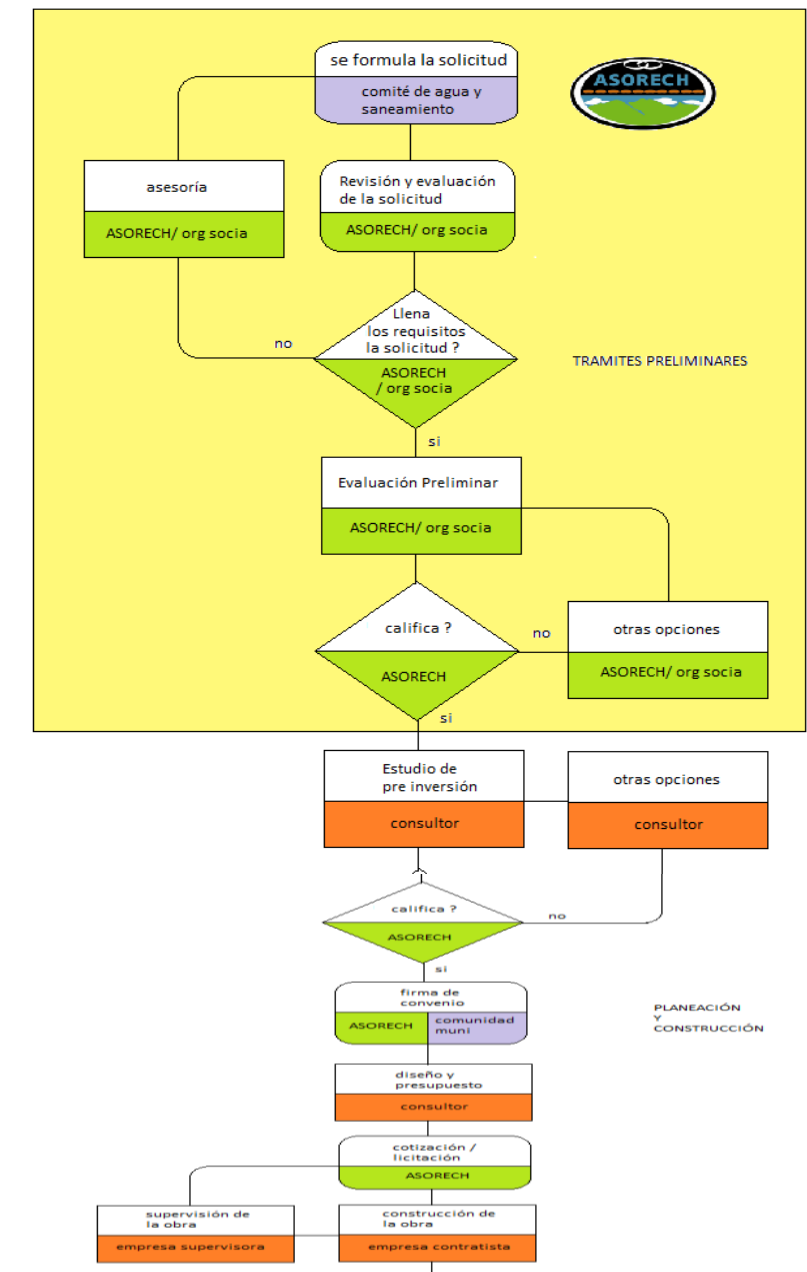 se formula la solicitud
comité de agua y
saneamiento
ASORECH
asesoría
ASORECH/ org socia
Revisión y evaluación
de la solicitud
ASORECH/ org socia
Llena
los requisitos
la solicitud ?
ASORECH
/ org socia
no
TRAMITES PRELIMINARES
si
Evaluación Preliminar
ASORECH/ org socia
califica ?
ASORECH
no
otras opciones
ASORECH/ org socia
si
Estudio de
pre inversión
consultor
otras opciones
consultor
califica ?
ASORECH
no
si
firma de
convenio
ASORECH
comunidad
muni
PLANEACIÓN
Y
CONSTRUCCIÓN
diseño y
presupuesto
consultor
cotización /
licitación
ASORECH
supervisión de
la obra
empresa supervisora
construcción de
la obra
empresa contratista